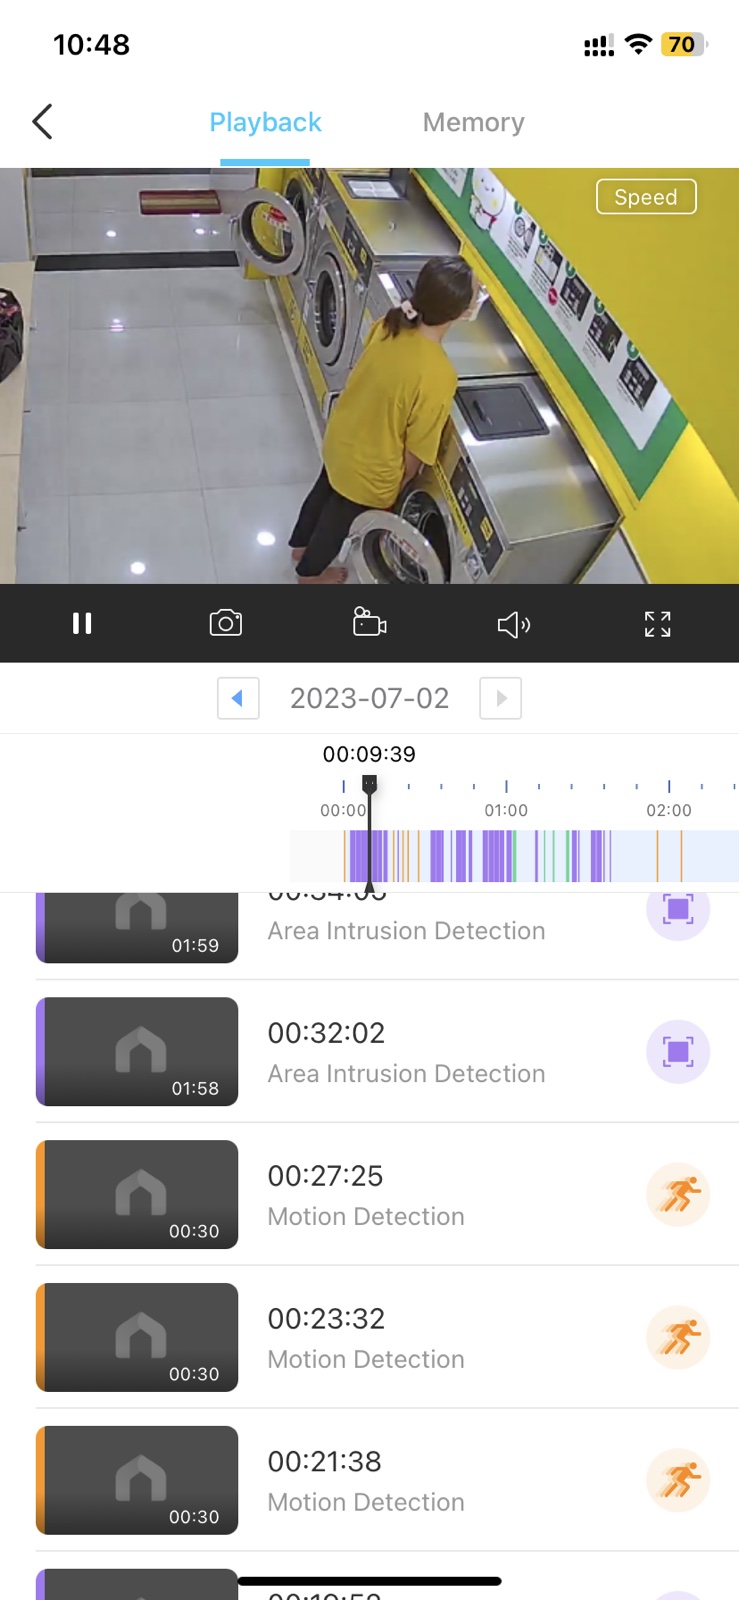 10:48
70
Playback
Memory
Speed
2023-07-02
00:09:39
00:00
01:00
02:00
01:59
Area Intrusion Detection
00:32:02
Area Intrusion Detection
01:58
00:27:25
Motion Detection
00:30
00:23:32
Motion Detection
00:30
00:21:38
Motion Detection
00:30